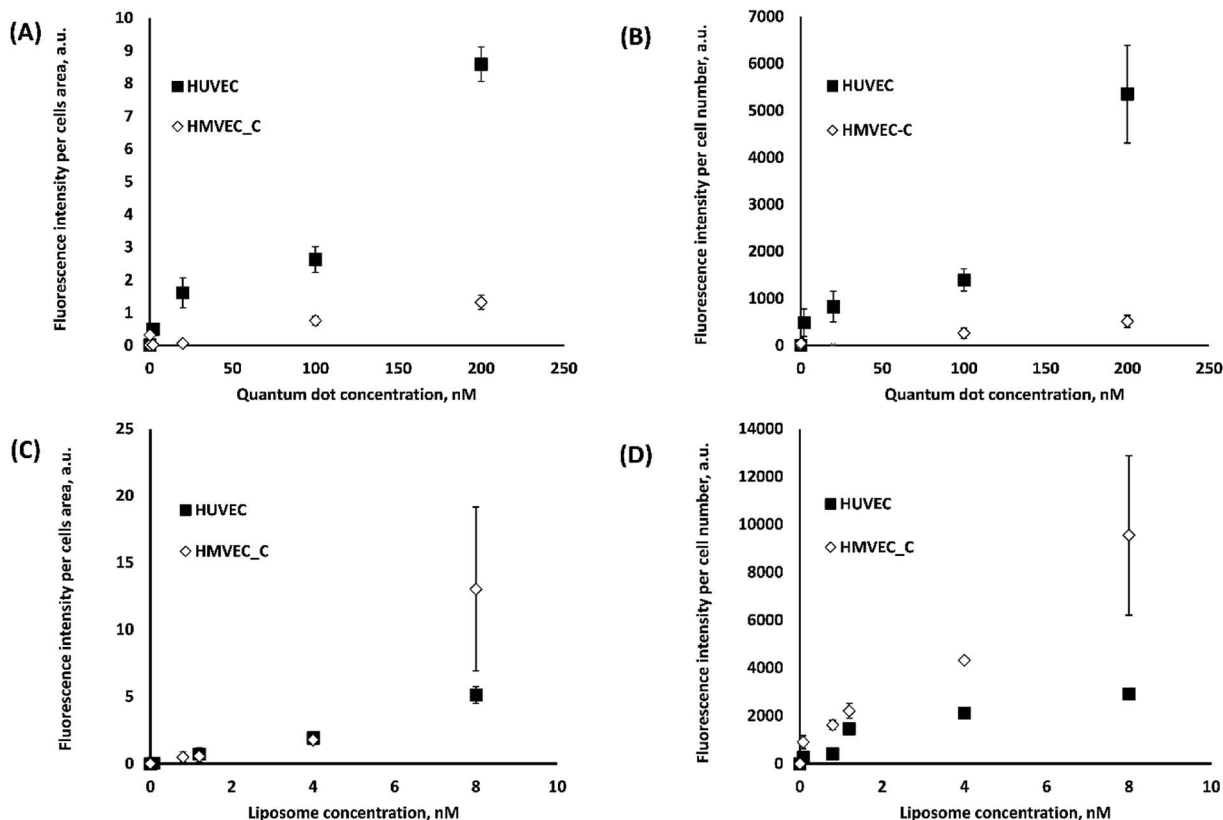 (A)
Fluorescence intensity per cells area, a.u.
10
9
8
7
6
5
4
3
2
1
0
HUVEC
HMVEC_C
0 50 100 150 200 250
Quantum dot concentration, nM
(B)
Fluorescence intensity per cell number, a.u.
7000
6000
5000
4000
3000
2000
1000
0
HUVEC
HMVEC-C
0 50 100 150 200 250
Quantum dot concentration, nM
(C)
Fluorescence intensity per cells area, a.u.
25
20
15
10
5
0
HUVEC
HMVEC_C
0 2 4 6 8 10
Liposome concentration, nM
(D)
Fluorescence intensity per cell number, a.u.
14000
12000
10000
8000
6000
4000
2000
0
HUVEC
HMVEC_C
0 2 4 6 8 10
Liposome concentration, nM